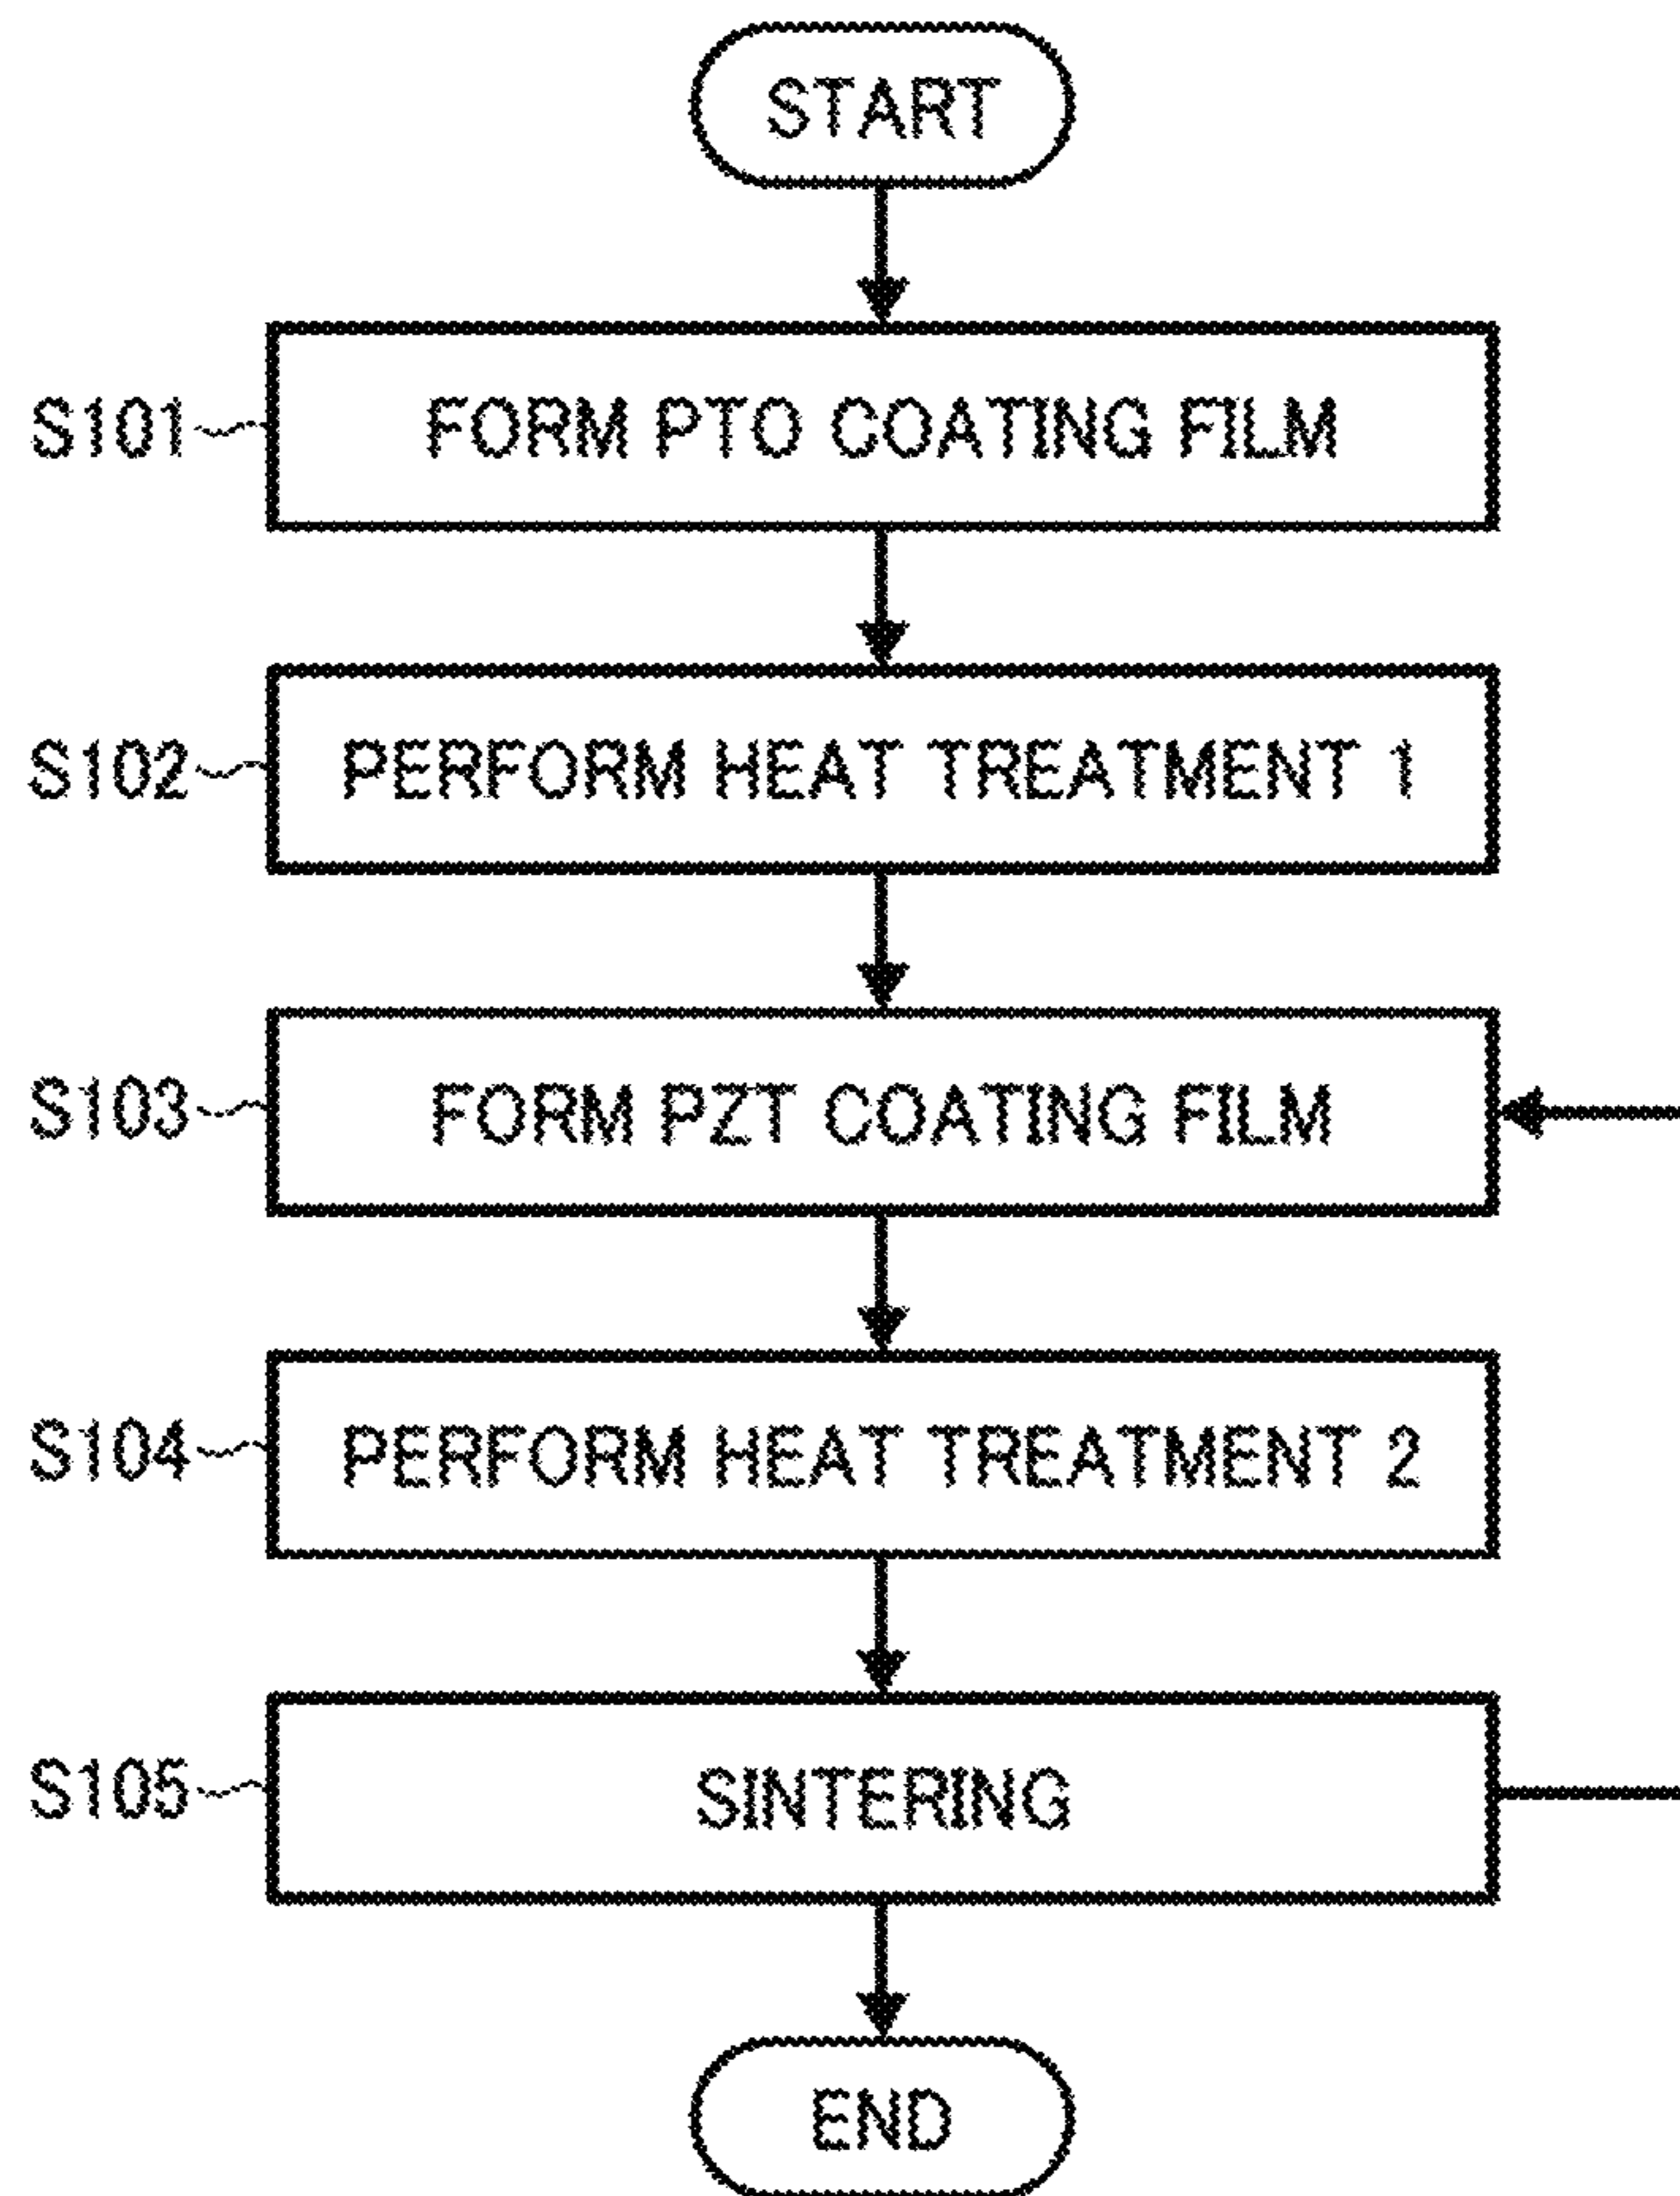 START
S101 FORM PTO COATING FILM
S102 PERFORM HEAT TREATMENT 1
S103 FORM PZT COATING FILM
S104 PERFORM HEAT TREATMENT 2
S105 SINTERING
END